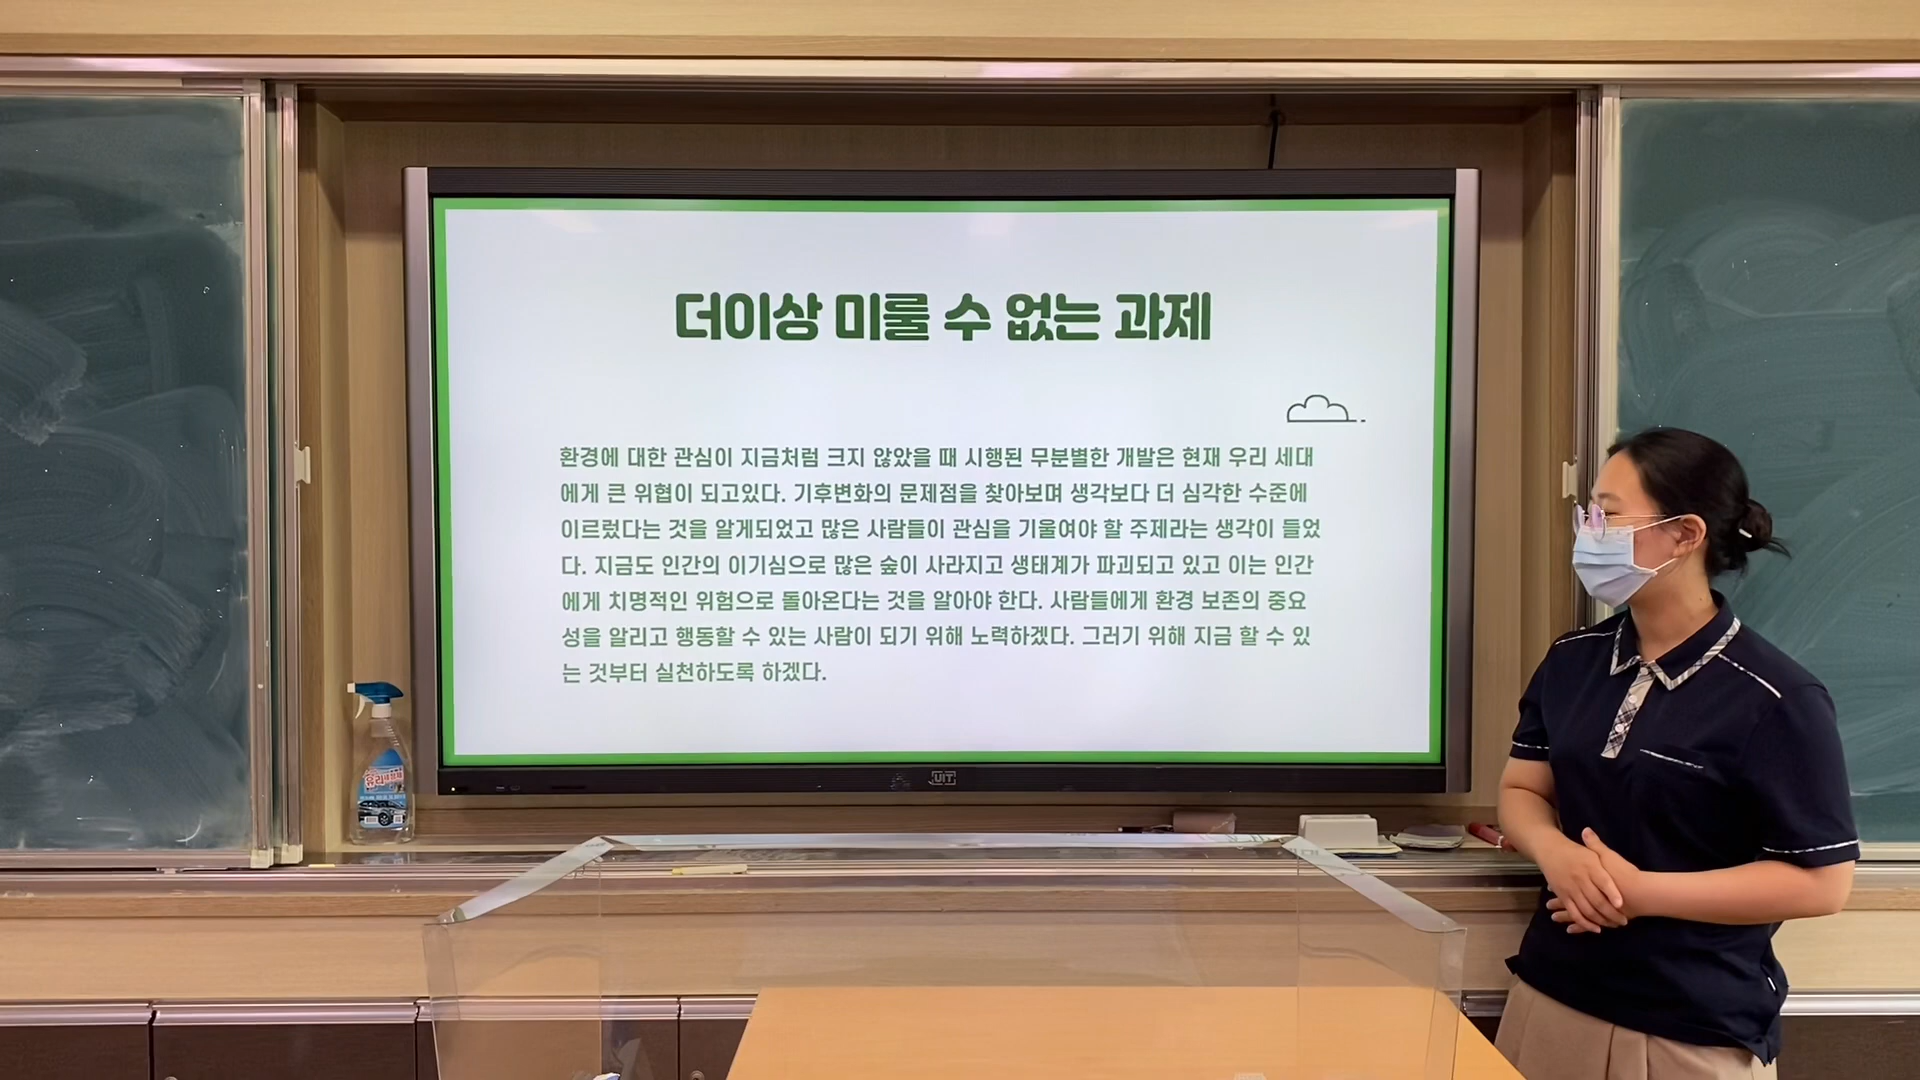 더이상 미룰 수 없는 과제
환경에 대한 관심이 지금처럼 크지 않았을 때 시행된 무분별한 개발은 현재 우리 세대
에게 큰 위협이 되고있다. 기후변화의 문제점을 찾아보며 생각보다 더 심각한 수준에
이르렀다는 것을 알게되었고 많은 사람들이 관심을 기울여야 할 주제라는 생각이 들었
다. 지금도 인간의 이기심으로 많은 숲이 사라지고 생태계가 파괴되고 있고 이는 인간
에게 치명적인 위험으로 돌아온다는 것을 알아야 한다. 사람들에게 환경 보존의 중요
성을 알리고 행동할 수 있는 사람이 되기 위해 노력하겠다. 그러기 위해 지금 할 수 있
는 것부터 실천하도록 하겠다.
유리세정제
UIT